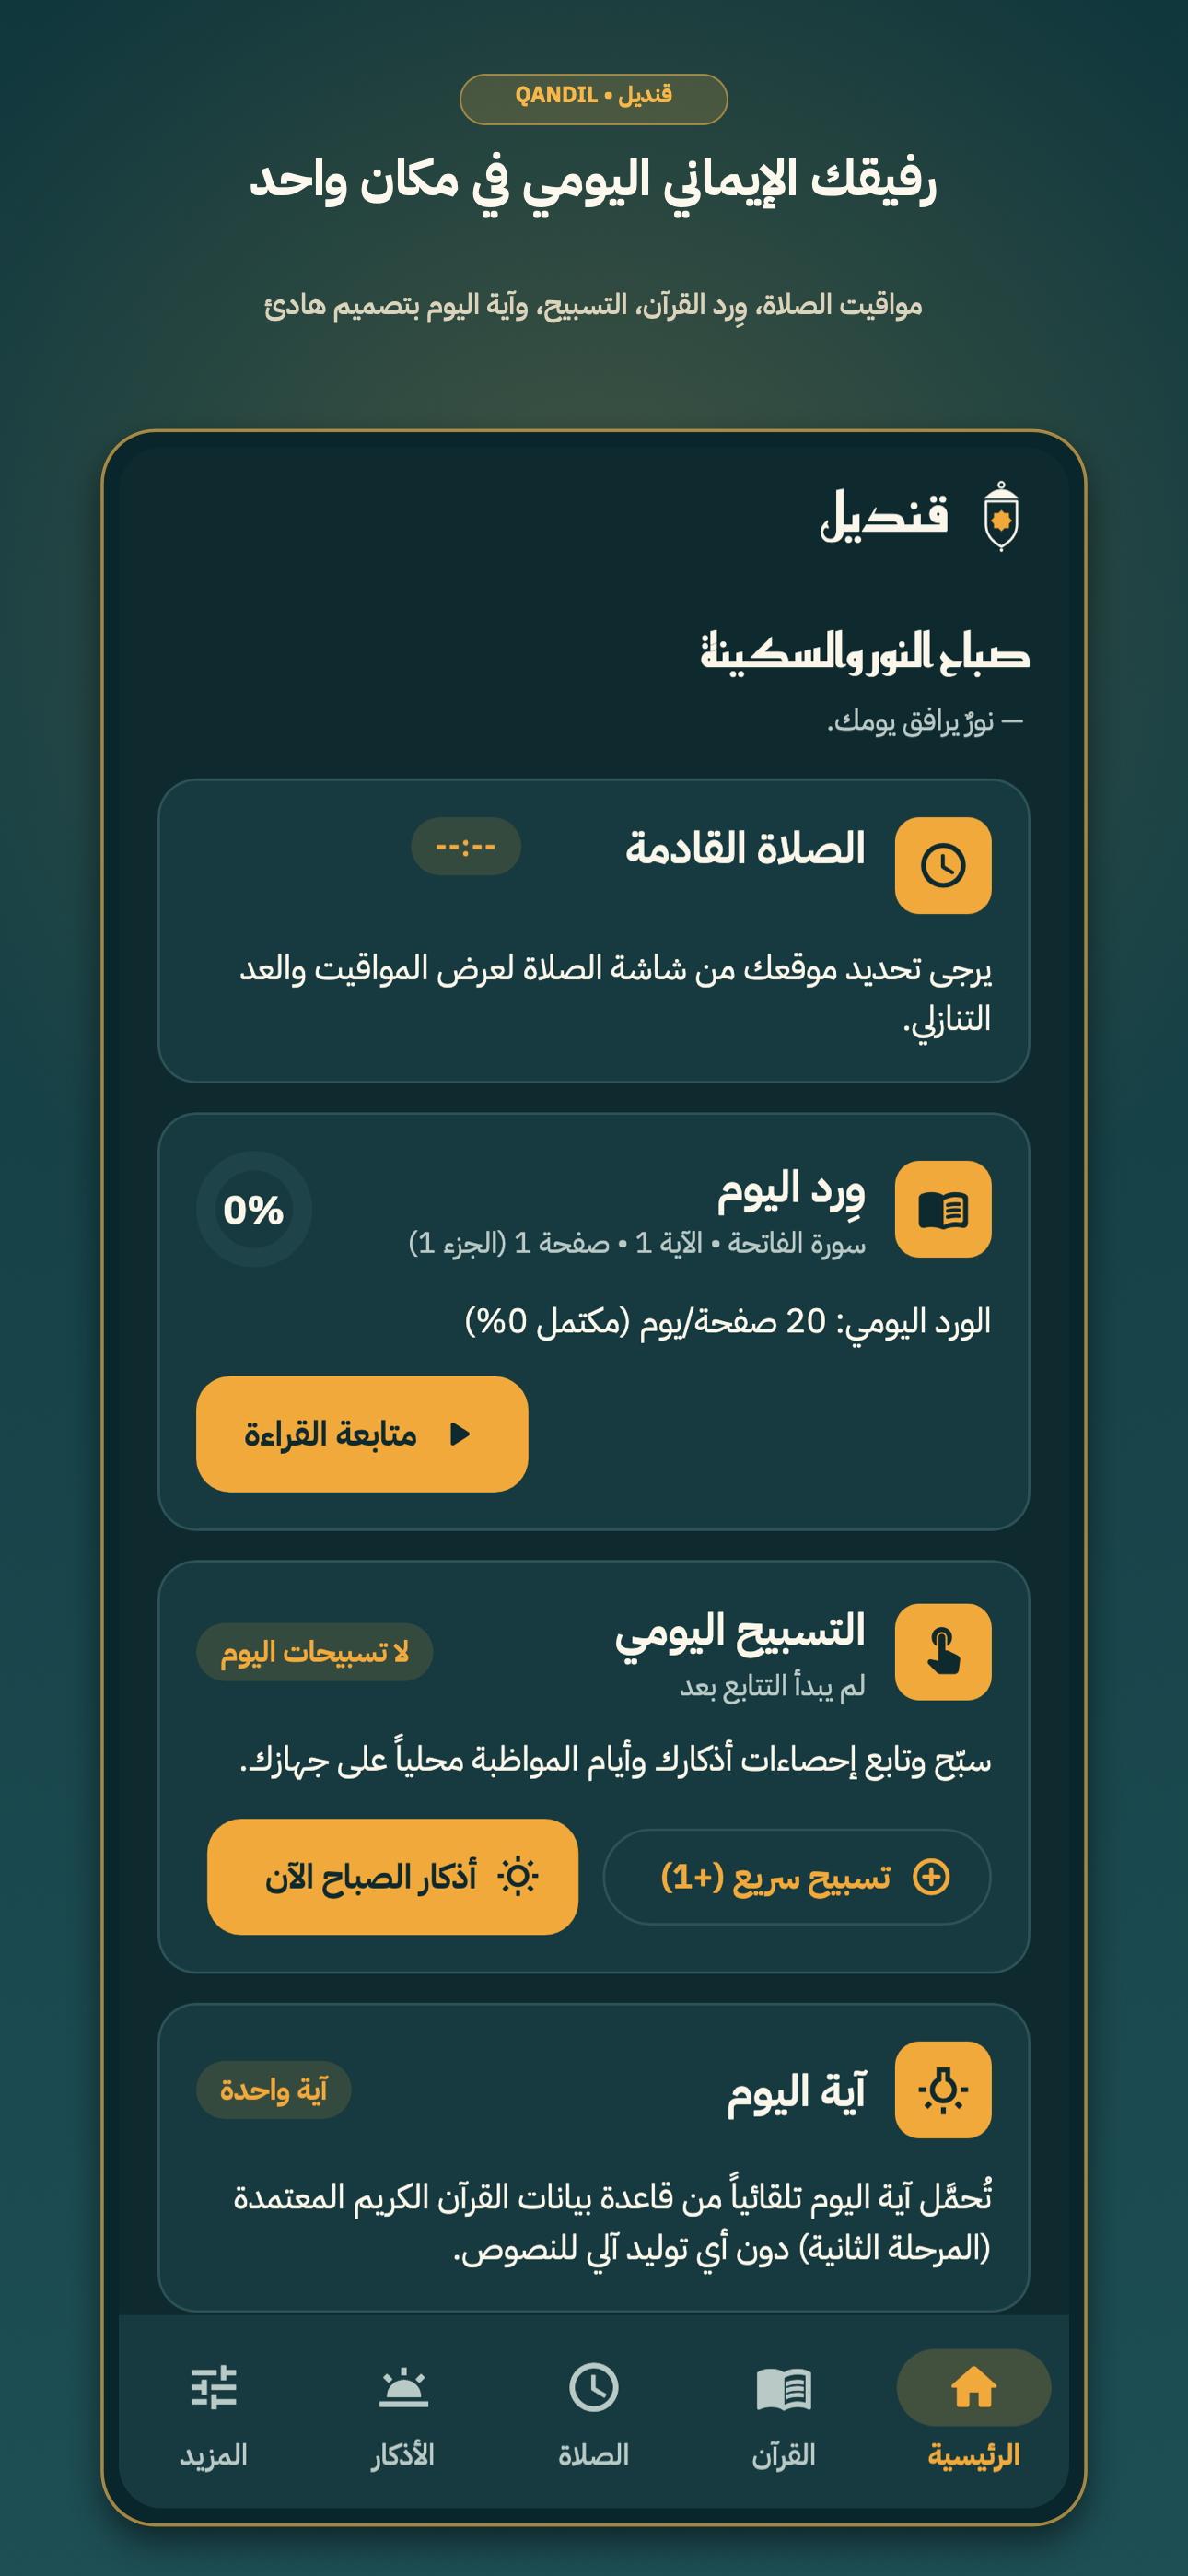 قنديل • QANDIL
رفيقك الإيماني اليومي في مكان واحد
مواقيت الصلاة، وِرد القرآن، التسبيح، وآية اليوم بتصميم هادئ
قنديل
صباح النور والسكينة
— نورٌ يرافق يومك.
الصلاة القادمة
--:--
يرجى تحديد موقعك من شاشة الصلاة لعرض المواقيت والعد
التنازلي.
وِرد اليوم
0%
سورة الفاتحة • الآية 1 • صفحة 1 (الجزء 1)
الورد اليومي: 20 صفحة/يوم (مكتمل 0%)
متابعة القراءة
التسبيح اليومي
لا تسبيحات اليوم
لم يبدأ التتابع بعد
سبّح وتابع إحصاءات أذكارك وأيام المواظبة محلياً على جهازك.
تسبيح سريع (+1)
أذكار الصباح الآن
آية اليوم
آية واحدة
تُحمَّل آية اليوم تلقائياً من قاعدة بيانات القرآن الكريم المعتمدة
(المرحلة الثانية) دون أي توليد آلي للنصوص.
الرئيسية
القرآن
الصلاة
الأذكار
المزيد